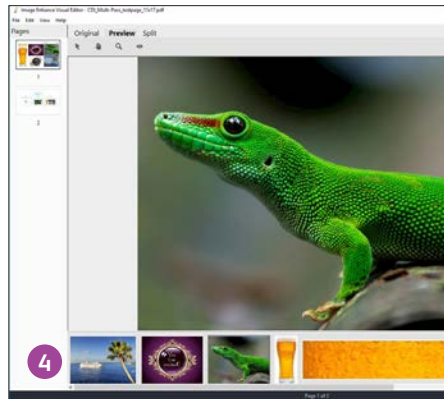 Image Enhance Visual Editor - CDI_Multi-Pass_testpage_11x17.pdf
File Edit View Help
Pages
Original Preview Split
1
2
4
Page 1 of 2